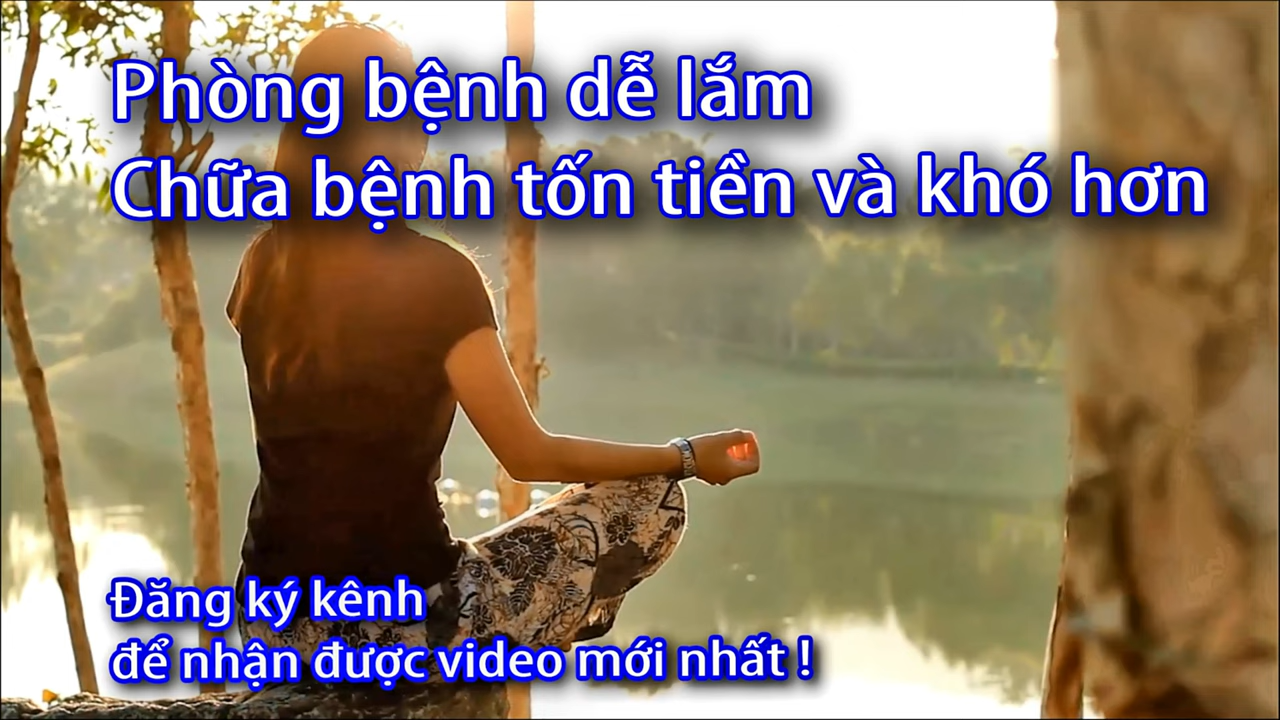 Phòng bệnh dễ lắm
Chữa bệnh tốn tiền và khó hơn
Đăng ký kênh
để nhận được video mới nhất !